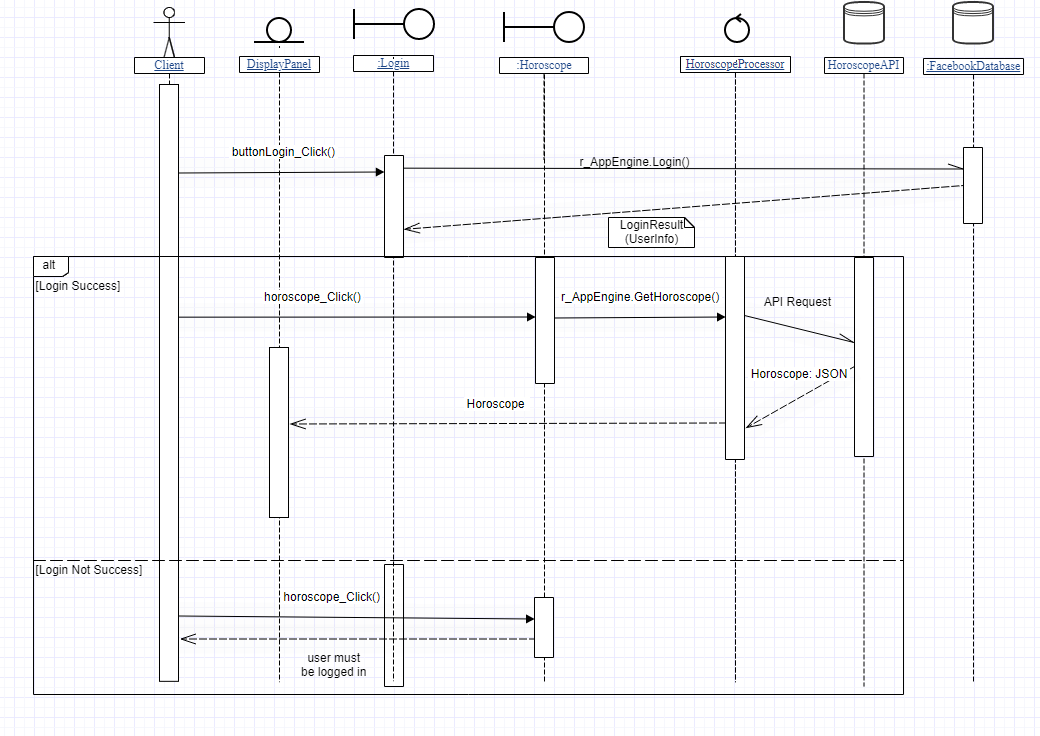 Client
DisplayPanel
:Login
:Horoscope
HoroscopeProcessor
HoroscopeAPI
:FacebookDatabase
buttonLogin_Click()
r_AppEngine.Login()
LoginResult
(UserInfo)
alt
[Login Success]
horoscope_Click()
r_AppEngine.GetHoroscope()
API Request
Horoscope: JSON
Horoscope
[Login Not Success]
horoscope_Click()
user must
be logged in